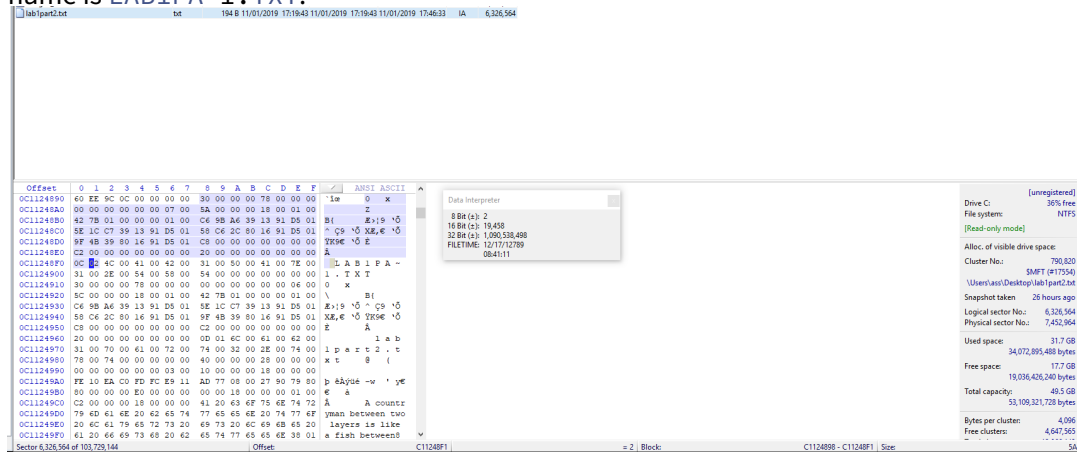 name is LAB1PA~1.TXT.
lab1part2.txt txt 194 B 11/01/2019 17:19:43 11/01/2019 17:19:43 11/01/2019 17:46:33 IA 6,326,564
Offset 0 1 2 3 4 5 6 7 8 9 A B C D E F ANSI ASCII
0C1124890 60 EE 9C 0C 00 00 00 00 30 00 00 00 78 00 00 00 `îœ 0 x
0C11248A0 00 00 00 00 00 00 07 00 5A 00 00 00 18 00 01 00 Z
0C11248B0 42 7B 01 00 00 00 01 00 C6 9B A6 39 13 91 D5 01 B{ Æ›¦9 ‘Õ
0C11248C0 5E 1C C7 39 13 91 D5 01 58 C6 2C 80 16 91 D5 01 ^ Ç9 ‘Õ XÆ,€ ‘Õ
0C11248D0 9F 4B 39 80 16 91 D5 01 C8 00 00 00 00 00 00 00 ŸK9€ ‘Õ È
0C11248E0 C2 00 00 00 00 00 00 00 20 00 00 00 00 00 00 00 Â
0C11248F0 0C 02 4C 00 41 00 42 00 31 00 50 00 41 00 7E 00 L A B 1 P A ~
0C1124900 31 00 2E 00 54 00 58 00 54 00 00 00 00 00 00 00 1 . T X T
0C1124910 30 00 00 00 78 00 00 00 00 00 00 00 00 00 06 00 0 x
0C1124920 5C 00 00 00 18 00 01 00 42 7B 01 00 00 00 01 00 \ B{
0C1124930 C6 9B A6 39 13 91 D5 01 5E 1C C7 39 13 91 D5 01 Æ›¦9 ‘Õ ^ Ç9 ‘Õ
0C1124940 58 C6 2C 80 16 91 D5 01 9F 4B 39 80 16 91 D5 01 XÆ,€ ‘Õ ŸK9€ ‘Õ
0C1124950 C8 00 00 00 00 00 00 00 C2 00 00 00 00 00 00 00 È Â
0C1124960 20 00 00 00 00 00 00 00 0D 01 6C 00 61 00 62 00 l a b
0C1124970 31 00 70 00 61 00 72 00 74 00 32 00 2E 00 74 00 1 p a r t 2 . t
0C1124980 78 00 74 00 00 00 00 00 40 00 00 00 28 00 00 00 x t @ (
0C1124990 00 00 00 00 00 00 03 00 10 00 00 00 18 00 00 00
0C11249A0 FE 10 EA C0 FD FC E9 11 AD 77 08 00 27 90 79 80 þ êÀýüé -w ' y€
0C11249B0 80 00 00 00 E0 00 00 00 00 00 18 00 00 00 01 00 € à
0C11249C0 C2 00 00 00 18 00 00 00 41 20 63 6F 75 6E 74 72 Â A countr
0C11249D0 79 6D 61 6E 20 62 65 74 77 65 65 6E 20 74 77 6F yman between two
0C11249E0 20 6C 61 79 65 72 73 20 69 73 20 6C 69 6B 65 20 layers is like
0C11249F0 61 20 66 69 73 68 20 62 65 74 77 65 65 6E 38 01 a fish between8
Data Interpreter
8 Bit (±): 2
16 Bit (±): 19,458
32 Bit (±): 1,090,538,498
FILETIME: 12/17/12789
08:41:11
[unregistered]
Drive C: 36% free
File system: NTFS
[Read-only mode]
Alloc. of visible drive space:
Cluster No.: 790,820
$MFT (#17554)
\Users\ass\Desktop\lab1part2.txt
Snapshot taken 26 hours ago
Logical sector No.: 6,326,564
Physical sector No.: 7,452,964
Used space: 31.7 GB
34,072,895,488 bytes
Free space: 17.7 GB
19,036,426,240 bytes
Total capacity: 49.5 GB
53,109,321,728 bytes
Bytes per cluster: 4,096
Free clusters: 4,647,565
Sector 6,326,564 of 103,729,144 Offset: C11248F1 = 2 Block: C1124898 - C11248F1 Size: 5A